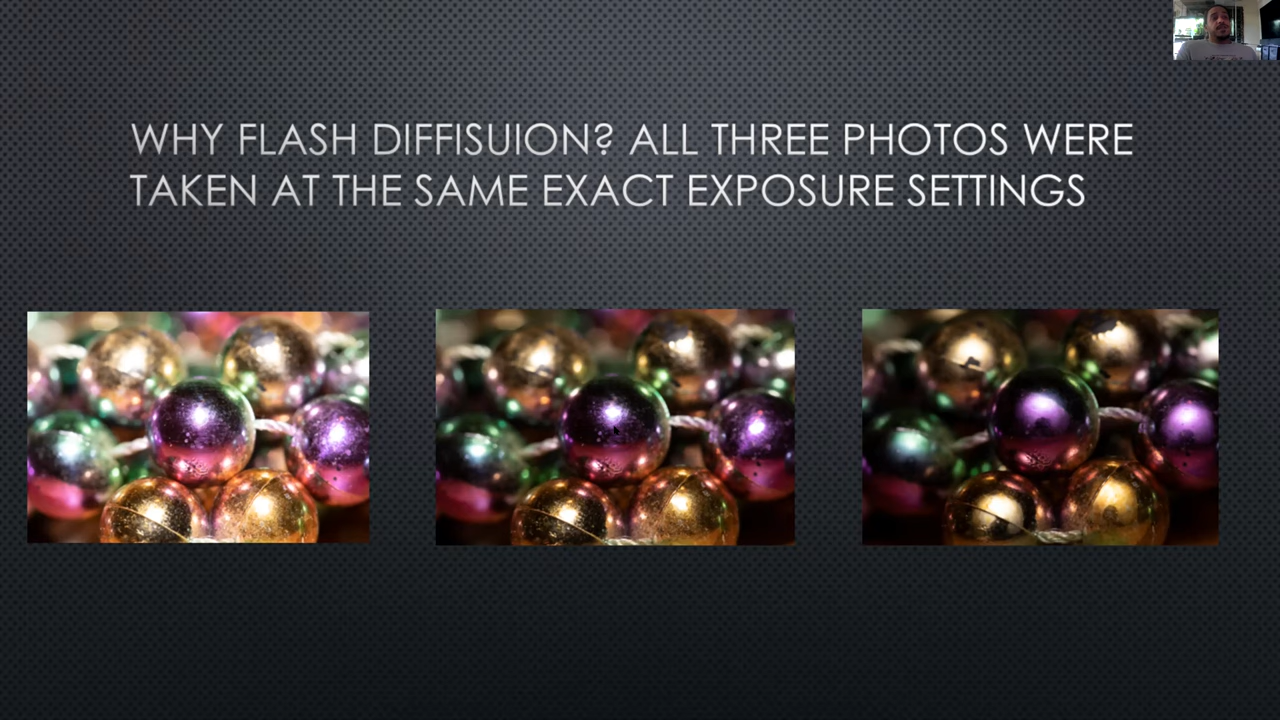 WHY FLASH DIFFISUION? ALL THREE PHOTOS WERE
TAKEN AT THE SAME EXACT EXPOSURE SETTINGS